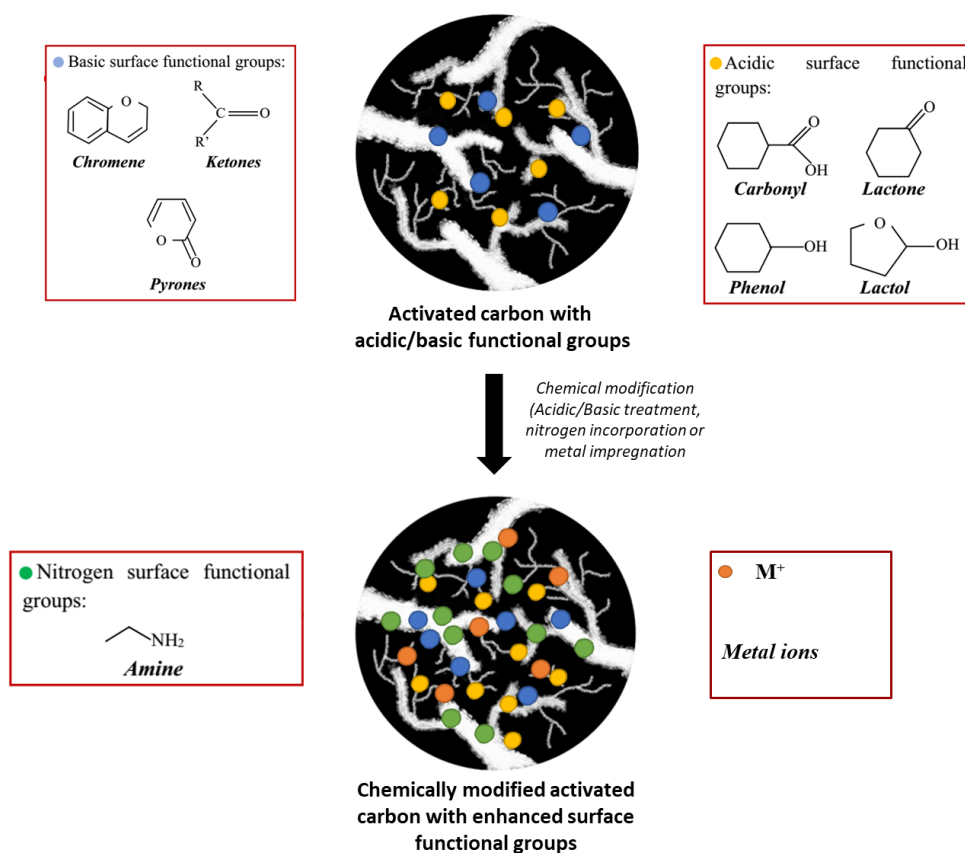 Basic surface functional groups:
O
Chromene
R
C
O
R'
Ketones
O
O
Pyrones
Acidic surface functional
groups:
O
OH
Carbonyl
O
Lactone
OH
Phenol
O
OH
Lactol
Activated carbon with
acidic/basic functional groups
Chemical modification
(Acidic/Basic treatment,
nitrogen incorporation or
metal impregnation
Nitrogen surface functional
groups:
NH₂
Amine
M⁺
Metal ions
Chemically modified activated
carbon with enhanced surface
functional groups